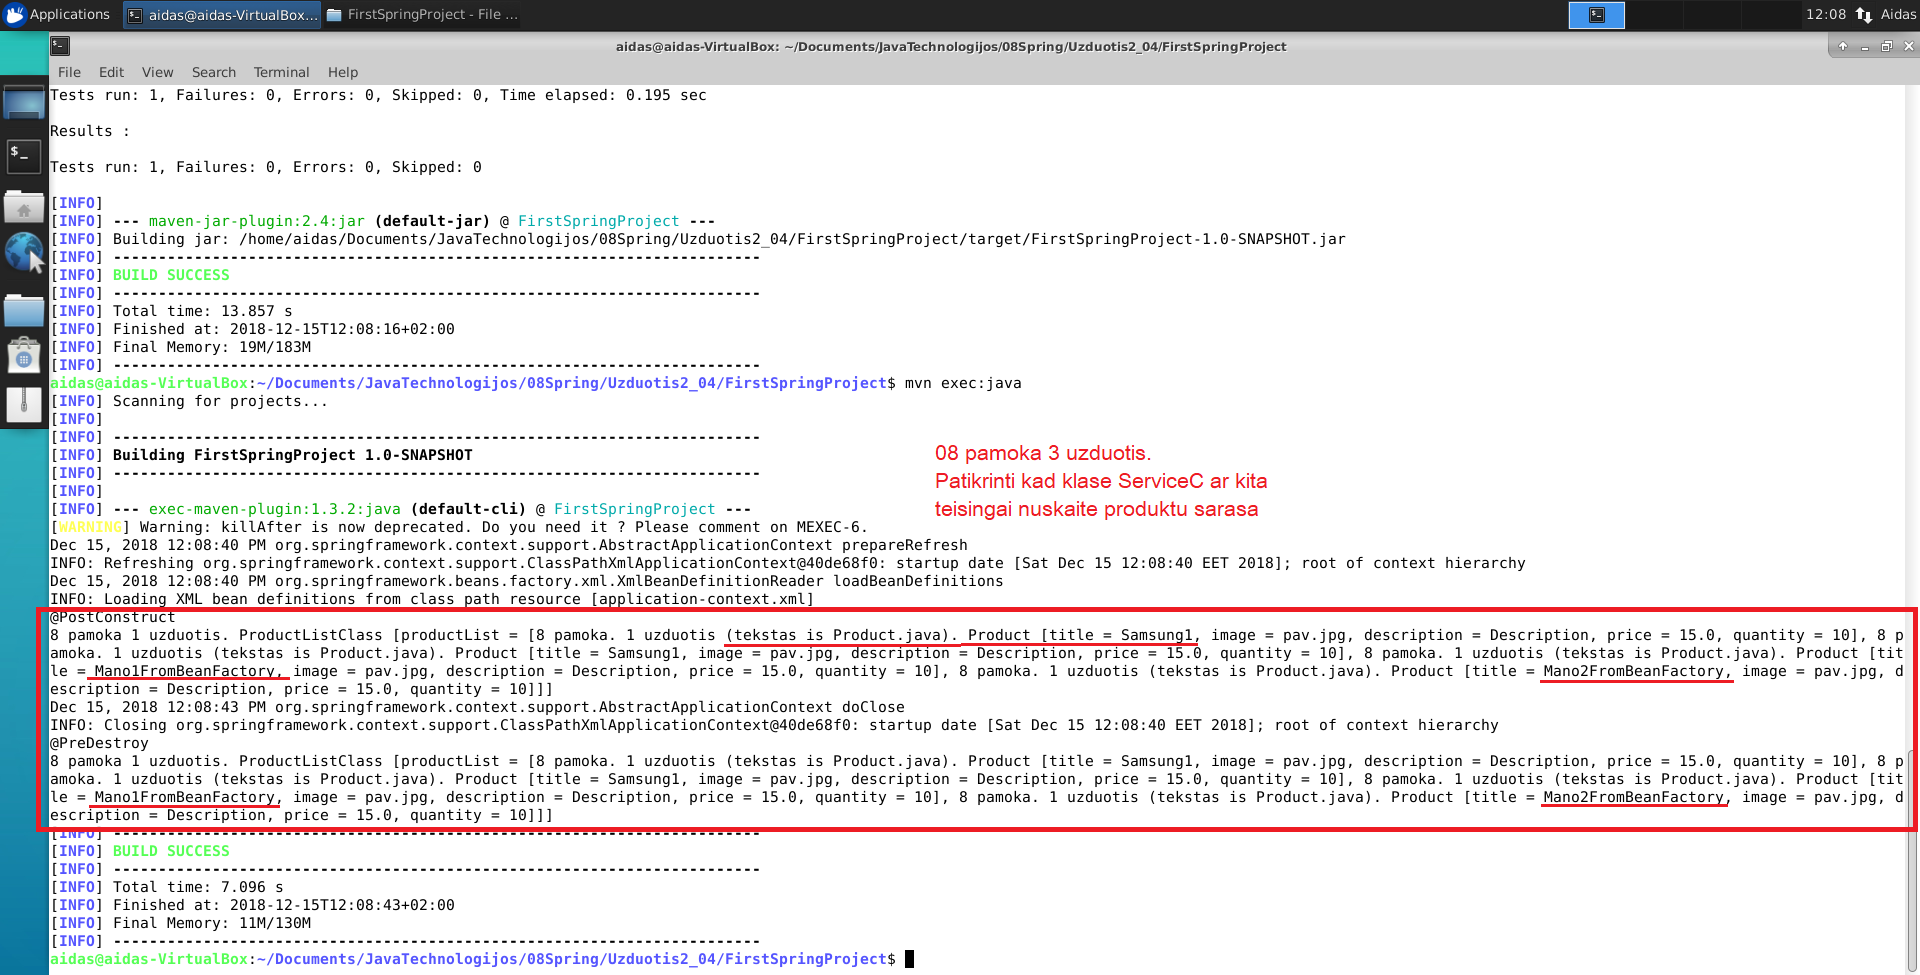 Applications aidas@aidas-VirtualBox... FirstSpringProject - File ... 12:08 Aidas
aidas@aidas-VirtualBox: ~/Documents/JavaTechnologijos/08Spring/Uzduotis2_04/FirstSpringProject
File Edit View Search Terminal Help
Tests run: 1, Failures: 0, Errors: 0, Skipped: 0, Time elapsed: 0.195 sec
Results :
Tests run: 1, Failures: 0, Errors: 0, Skipped: 0
[INFO]
[INFO] --- maven-jar-plugin:2.4:jar (default-jar) @ FirstSpringProject ---
[INFO] Building jar: /home/aidas/Documents/JavaTechnologijos/08Spring/Uzduotis2_04/FirstSpringProject/target/FirstSpringProject-1.0-SNAPSHOT.jar
[INFO] ------------------------------------------------------------------------
[INFO] BUILD SUCCESS
[INFO] ------------------------------------------------------------------------
[INFO] Total time: 13.857 s
[INFO] Finished at: 2018-12-15T12:08:16+02:00
[INFO] Final Memory: 19M/183M
[INFO] ------------------------------------------------------------------------
aidas@aidas-VirtualBox:~/Documents/JavaTechnologijos/08Spring/Uzduotis2_04/FirstSpringProject$ mvn exec:java
[INFO] Scanning for projects...
[INFO]
[INFO] ------------------------------------------------------------------------
[INFO] Building FirstSpringProject 1.0-SNAPSHOT
[INFO] ------------------------------------------------------------------------
[INFO]
[INFO] --- exec-maven-plugin:1.3.2:java (default-cli) @ FirstSpringProject ---
08 pamoka 3 uzduotis.
Patikrinti kad klase ServiceC ar kita
teisingai nuskaite produktu sarasa
[WARNING] Warning: killAfter is now deprecated. Do you need it ? Please comment on MEXEC-6.
Dec 15, 2018 12:08:40 PM org.springframework.context.support.AbstractApplicationContext prepareRefresh
INFO: Refreshing org.springframework.context.support.ClassPathXmlApplicationContext@40de68f0: startup date [Sat Dec 15 12:08:40 EET 2018]; root of context hierarchy
Dec 15, 2018 12:08:40 PM org.springframework.beans.factory.xml.XmlBeanDefinitionReader loadBeanDefinitions
INFO: Loading XML bean definitions from class path resource [application-context.xml]
@PostConstruct
8 pamoka 1 uzduotis. ProductListClass [productList = [8 pamoka. 1 uzduotis (tekstas is Product.java). Product [title = Samsung1, image = pav.jpg, description = Description, price = 15.0, quantity = 10], 8 p
amoka. 1 uzduotis (tekstas is Product.java). Product [title = Samsung1, image = pav.jpg, description = Description, price = 15.0, quantity = 10], 8 pamoka. 1 uzduotis (tekstas is Product.java). Product [tit
le = Mano1FromBeanFactory, image = pav.jpg, description = Description, price = 15.0, quantity = 10], 8 pamoka. 1 uzduotis (tekstas is Product.java). Product [title = Mano2FromBeanFactory, image = pav.jpg, d
escription = Description, price = 15.0, quantity = 10]]]
Dec 15, 2018 12:08:43 PM org.springframework.context.support.AbstractApplicationContext doClose
INFO: Closing org.springframework.context.support.ClassPathXmlApplicationContext@40de68f0: startup date [Sat Dec 15 12:08:40 EET 2018]; root of context hierarchy
@PreDestroy
8 pamoka 1 uzduotis. ProductListClass [productList = [8 pamoka. 1 uzduotis (tekstas is Product.java). Product [title = Samsung1, image = pav.jpg, description = Description, price = 15.0, quantity = 10], 8 p
amoka. 1 uzduotis (tekstas is Product.java). Product [title = Samsung1, image = pav.jpg, description = Description, price = 15.0, quantity = 10], 8 pamoka. 1 uzduotis (tekstas is Product.java). Product [tit
le = Mano1FromBeanFactory, image = pav.jpg, description = Description, price = 15.0, quantity = 10], 8 pamoka. 1 uzduotis (tekstas is Product.java). Product [title = Mano2FromBeanFactory, image = pav.jpg, d
escription = Description, price = 15.0, quantity = 10]]]
[INFO] ------------------------------------------------------------------------
[INFO] BUILD SUCCESS
[INFO] ------------------------------------------------------------------------
[INFO] Total time: 7.096 s
[INFO] Finished at: 2018-12-15T12:08:43+02:00
[INFO] Final Memory: 11M/130M
[INFO] ------------------------------------------------------------------------
aidas@aidas-VirtualBox:~/Documents/JavaTechnologijos/08Spring/Uzduotis2_04/FirstSpringProject$